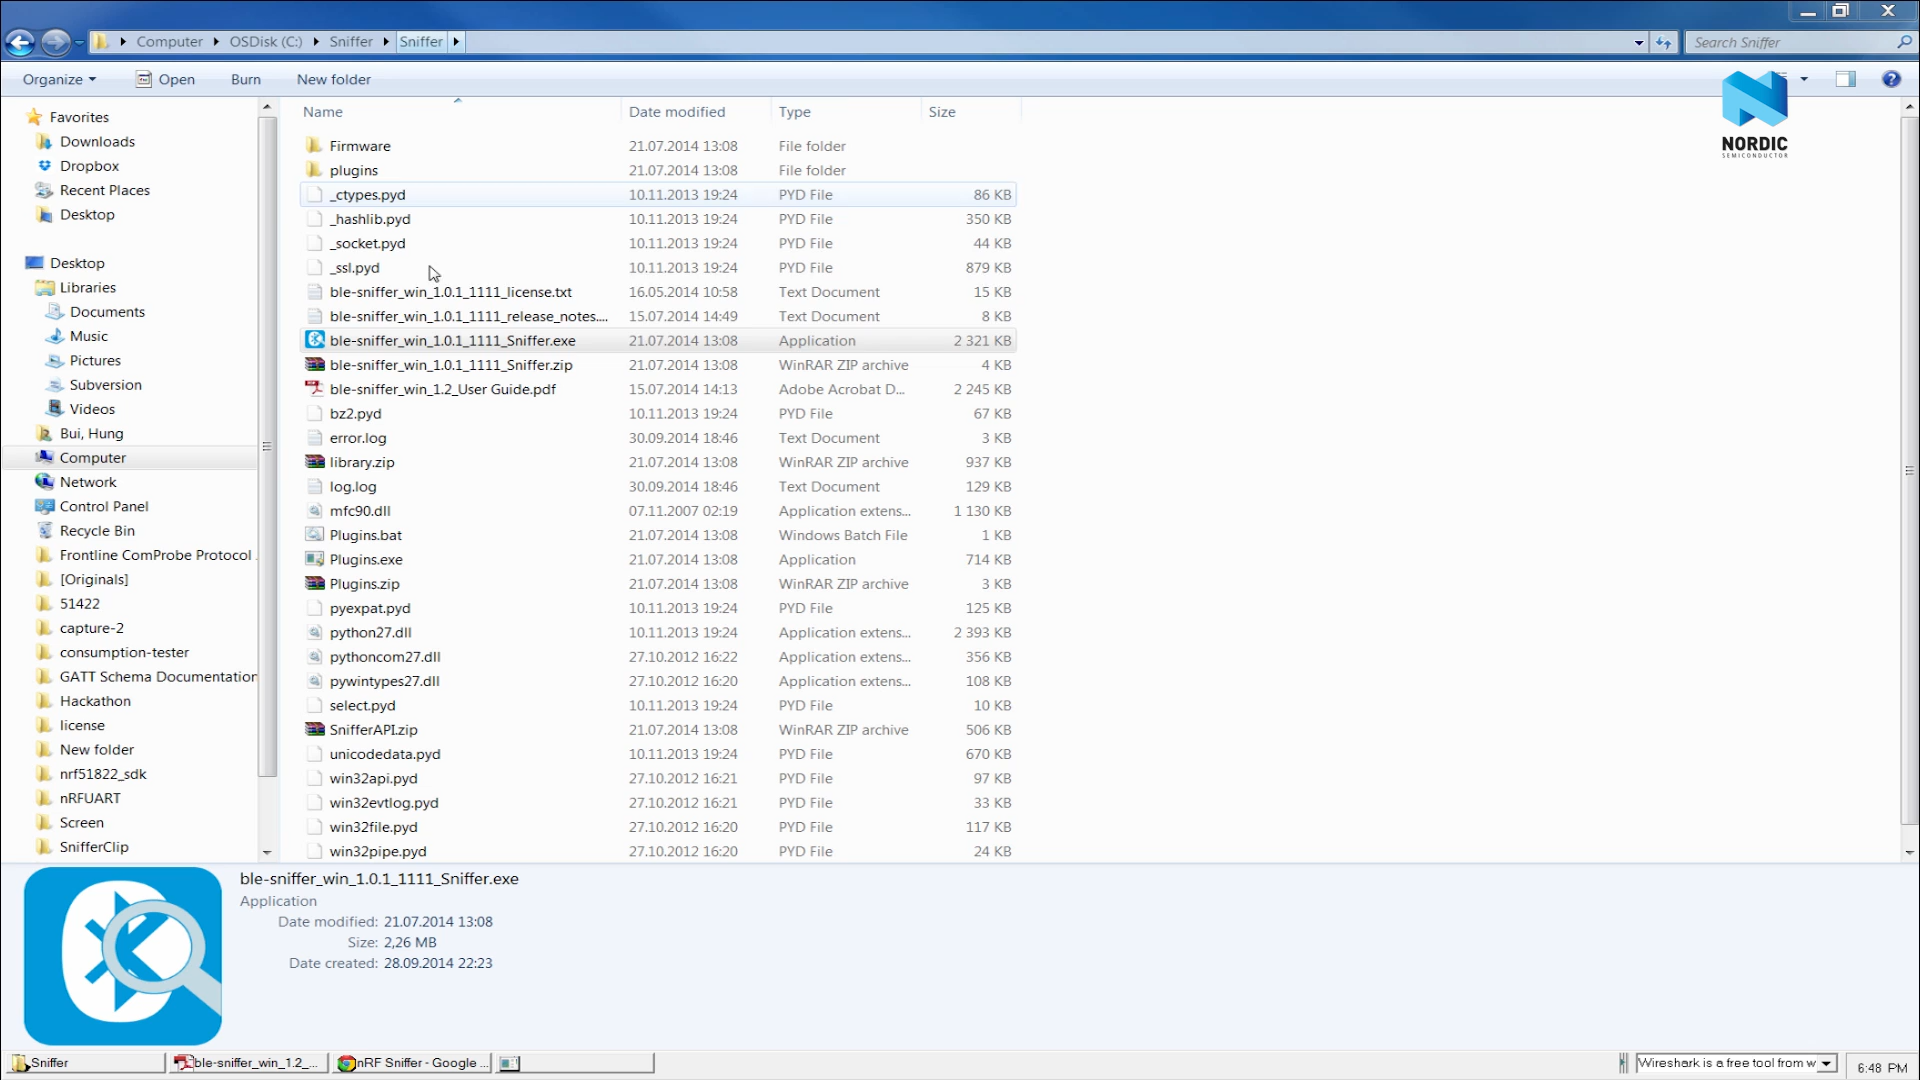 Computer ▸ OSDisk (C:) ▸ Sniffer ▸ Sniffer ▸
Search Sniffer
Organize
Open
Burn
New folder
NORDIC
SEMICONDUCTOR
Name Date modified Type Size
Favorites
Downloads
Dropbox
Recent Places
Desktop
Desktop
Libraries
Documents
Music
Pictures
Subversion
Videos
Bui, Hung
Computer
Network
Control Panel
Recycle Bin
Frontline ComProbe Protocol
[Originals]
51422
capture-2
consumption-tester
GATT Schema Documentation
Hackathon
license
New folder
nrf51822_sdk
nRFUART
Screen
SnifferClip
Firmware 21.07.2014 13:08 File folder
plugins 21.07.2014 13:08 File folder
_ctypes.pyd 10.11.2013 19:24 PYD File 86 KB
_hashlib.pyd 10.11.2013 19:24 PYD File 350 KB
_socket.pyd 10.11.2013 19:24 PYD File 44 KB
_ssl.pyd 10.11.2013 19:24 PYD File 879 KB
ble-sniffer_win_1.0.1_1111_license.txt 16.05.2014 10:58 Text Document 15 KB
ble-sniffer_win_1.0.1_1111_release_notes.... 15.07.2014 14:49 Text Document 8 KB
ble-sniffer_win_1.0.1_1111_Sniffer.exe 21.07.2014 13:08 Application 2 321 KB
ble-sniffer_win_1.0.1_1111_Sniffer.zip 21.07.2014 13:08 WinRAR ZIP archive 4 KB
ble-sniffer_win_1.2_User Guide.pdf 15.07.2014 14:13 Adobe Acrobat D... 2 245 KB
bz2.pyd 10.11.2013 19:24 PYD File 67 KB
error.log 30.09.2014 18:46 Text Document 3 KB
library.zip 21.07.2014 13:08 WinRAR ZIP archive 937 KB
log.log 30.09.2014 18:46 Text Document 129 KB
mfc90.dll 07.11.2007 02:19 Application extens... 1 130 KB
Plugins.bat 21.07.2014 13:08 Windows Batch File 1 KB
Plugins.exe 21.07.2014 13:08 Application 714 KB
Plugins.zip 21.07.2014 13:08 WinRAR ZIP archive 3 KB
pyexpat.pyd 10.11.2013 19:24 PYD File 125 KB
python27.dll 10.11.2013 19:24 Application extens... 2 393 KB
pythoncom27.dll 27.10.2012 16:22 Application extens... 356 KB
pywintypes27.dll 27.10.2012 16:20 Application extens... 108 KB
select.pyd 10.11.2013 19:24 PYD File 10 KB
SnifferAPI.zip 21.07.2014 13:08 WinRAR ZIP archive 506 KB
unicodedata.pyd 10.11.2013 19:24 PYD File 670 KB
win32api.pyd 27.10.2012 16:21 PYD File 97 KB
win32evtlog.pyd 27.10.2012 16:21 PYD File 33 KB
win32file.pyd 27.10.2012 16:20 PYD File 117 KB
win32pipe.pyd 27.10.2012 16:20 PYD File 24 KB
ble-sniffer_win_1.0.1_1111_Sniffer.exe
Application
Date modified: 21.07.2014 13:08
Size: 2,26 MB
Date created: 28.09.2014 22:23
Sniffer
ble-sniffer_win_1.2_...
nRF Sniffer - Google ...
Wireshark is a free tool from w
6:48 PM